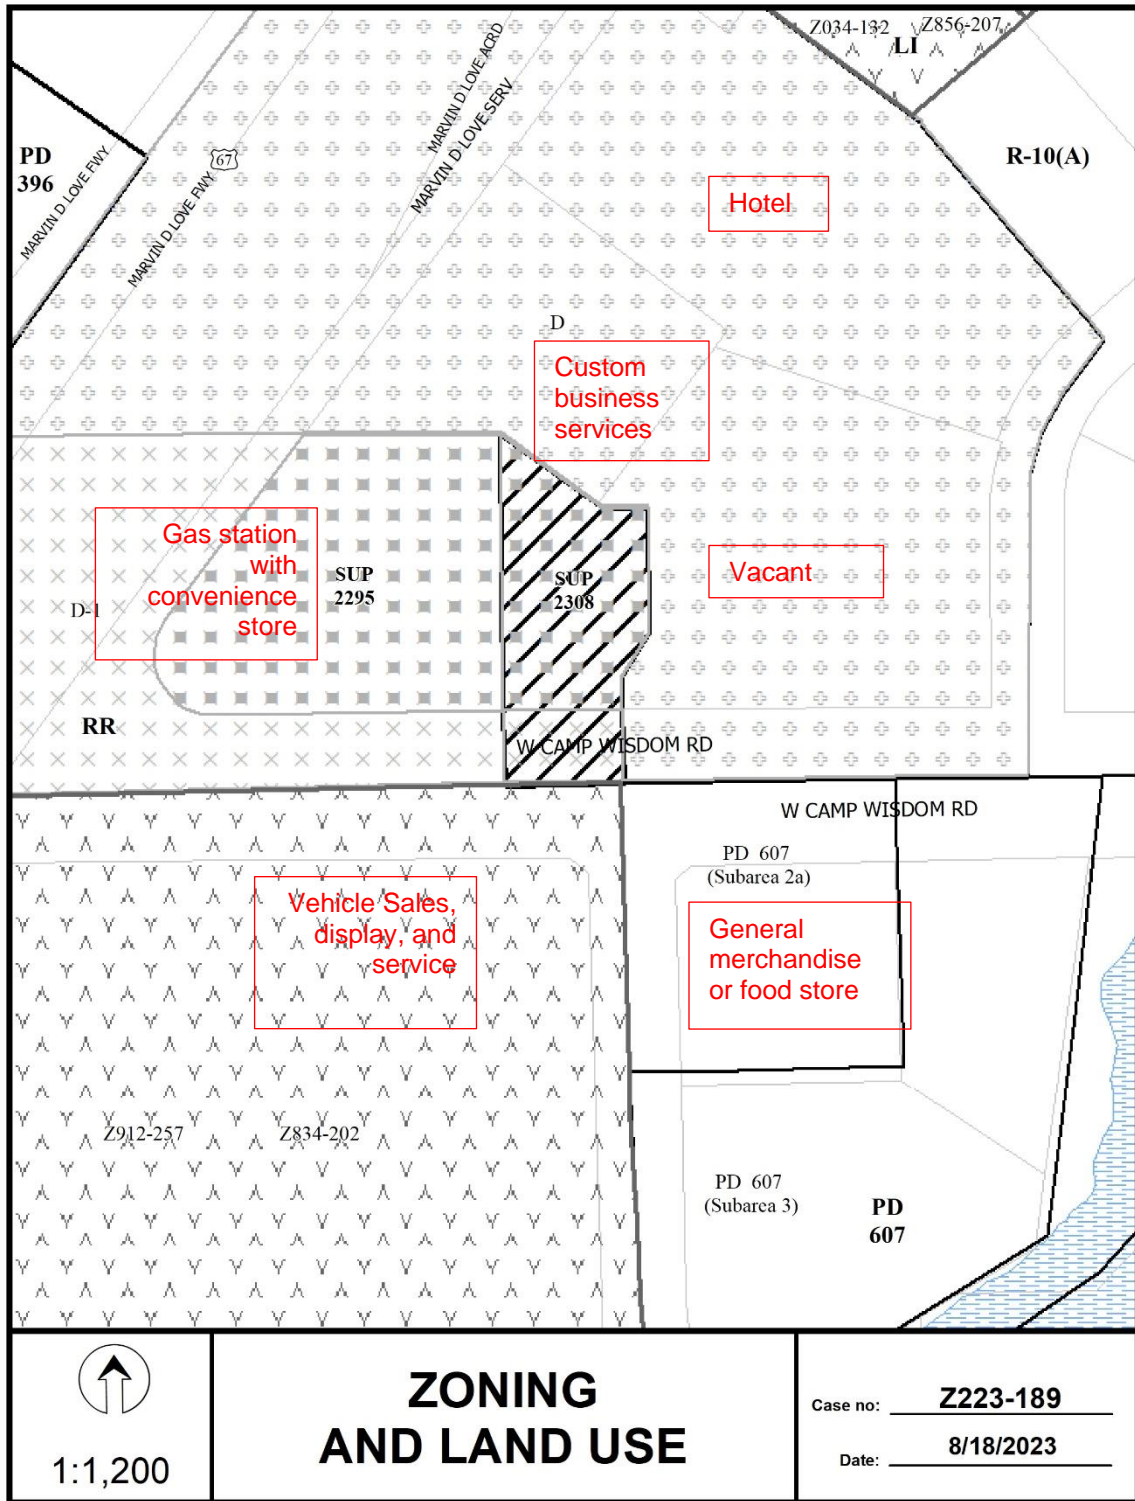 Z034-132
Z856-207
LI
MARVIN D LOVE ACRD
MARVIN D LOVE SERV
67
PD
396
MARVIN D LOVE FWY
MARVIN D LOVE FWY
R-10(A)
Hotel
D
Custom
business
services
Gas station
with
convenience
store
SUP
2295
SUP
2308
Vacant
D-1
RR
W CAMP WISDOM RD
W CAMP WISDOM RD
PD 607
(Subarea 2a)
Vehicle Sales,
display, and
service
General
merchandise
or food store
Z912-257
Z834-202
PD 607
(Subarea 3)
PD
607
1:1,200
ZONING
AND LAND USE
Case no: Z223-189
Date: 8/18/2023